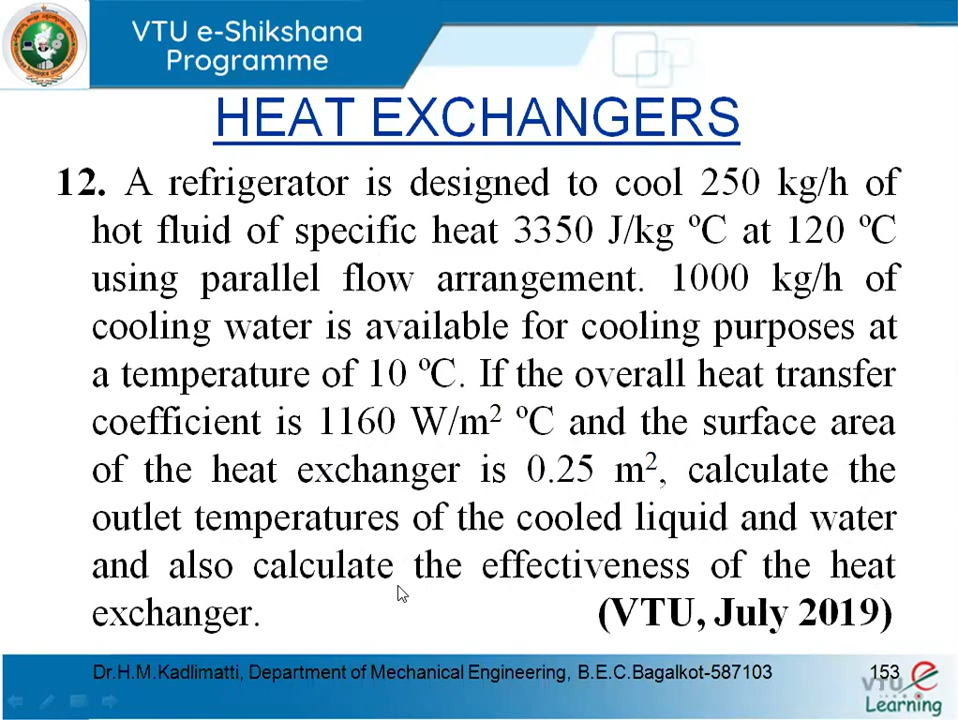 VTU e-Shikshana
Programme
HEAT EXCHANGERS
12. A refrigerator is designed to cool 250 kg/h of
hot fluid of specific heat 3350 J/kg ºC at 120 ºC
using parallel flow arrangement. 1000 kg/h of
cooling water is available for cooling purposes at
a temperature of 10 ºC. If the overall heat transfer
coefficient is 1160 W/m² ºC and the surface area
of the heat exchanger is 0.25 m², calculate the
outlet temperatures of the cooled liquid and water
and also calculate the effectiveness of the heat
exchanger. (VTU, July 2019)
Dr.H.M.Kadlimatti, Department of Mechanical Engineering, B.E.C.Bagalkot-587103 153
VTU e
Learning